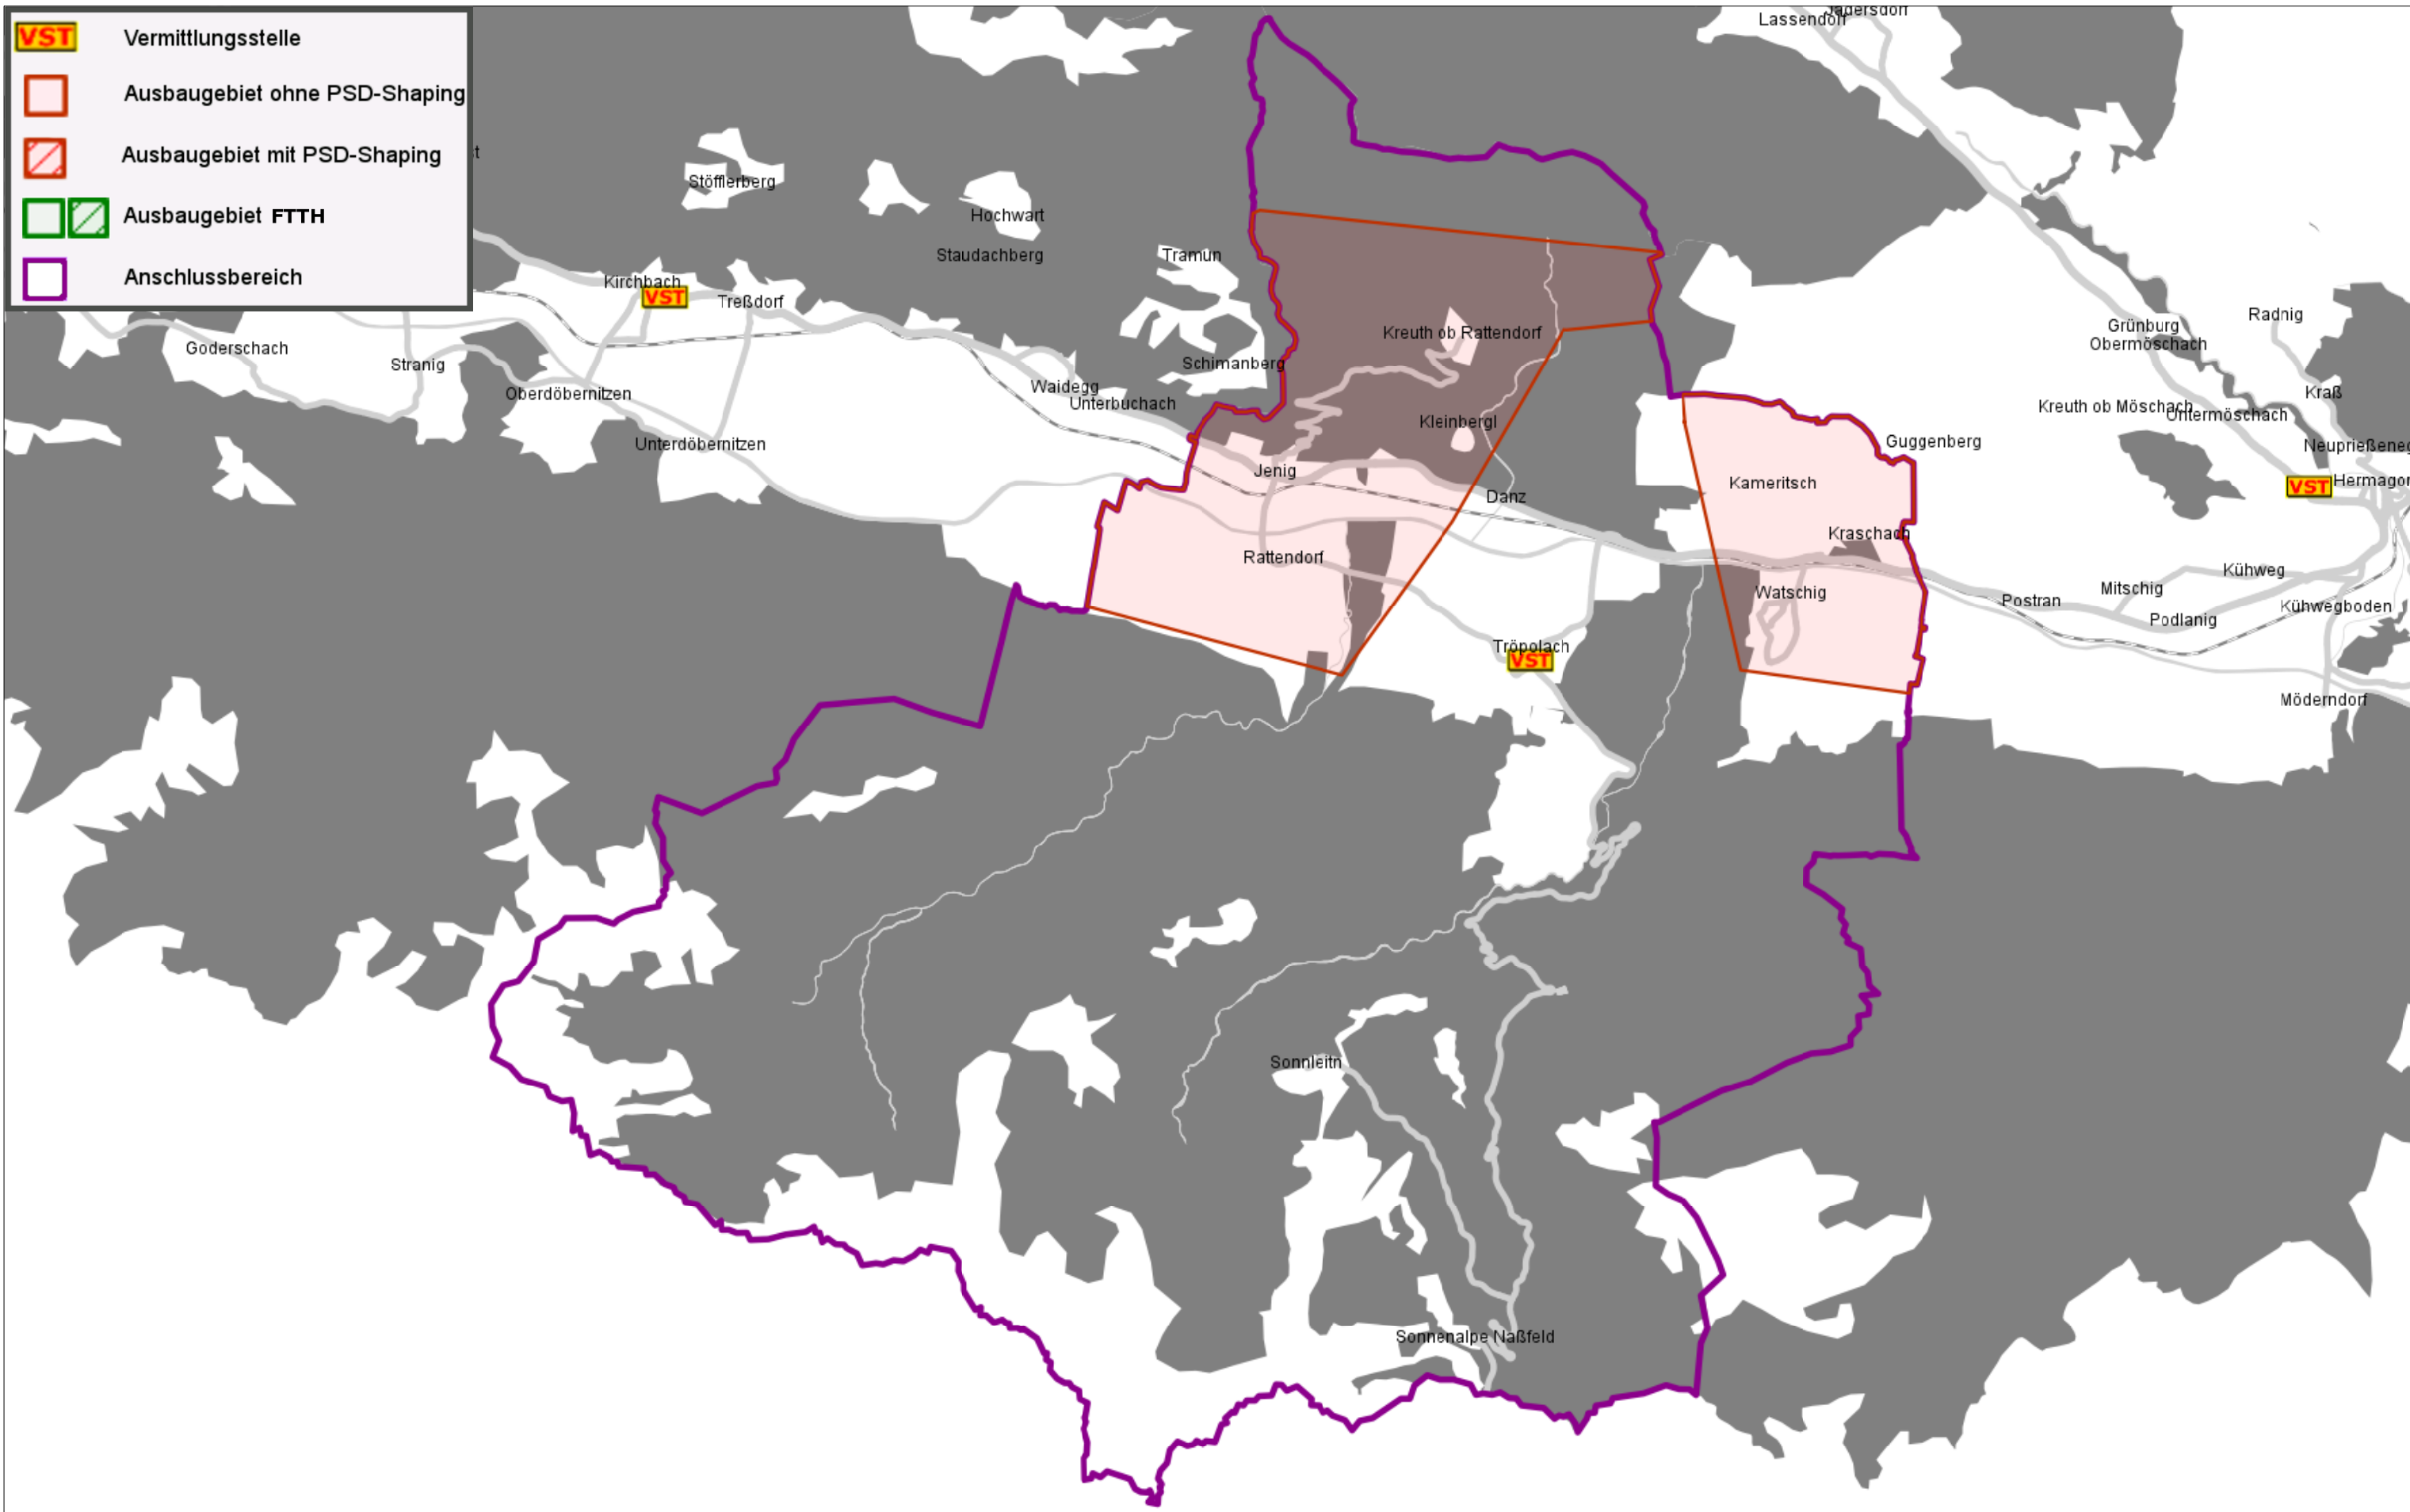 VST Vermittlungsstelle
Ausbaugebiet ohne PSD-Shaping
Ausbaugebiet mit PSD-Shaping
Ausbaugebiet FTTH
Anschlussbereich
Lassendorf
Jadersdorf
Stöfflerberg
Hochwart
Staudachberg
Tramun
Kirchbach
VST
Treßdorf
Goderschach
Stranig
Oberdöbernitzen
Unterdöbernitzen
Schimanberg
Waidegg
Unterbuchach
Kreuth ob Rattendorf
Kleinbergl
Jenig
Danz
Rattendorf
Tröpolach
VST
Kameritsch
Guggenberg
Kraschach
Watschig
Radnig
Grünburg
Obermöschach
Kraß
Kreuth ob Möschach
Untermöschach
Neuprießeneg
VST
Hermagor
Kühweg
Mitschig
Postran
Podlanig
Kühwegboden
Möderndorf
Sonnleitn
Sonnenalpe Naßfeld